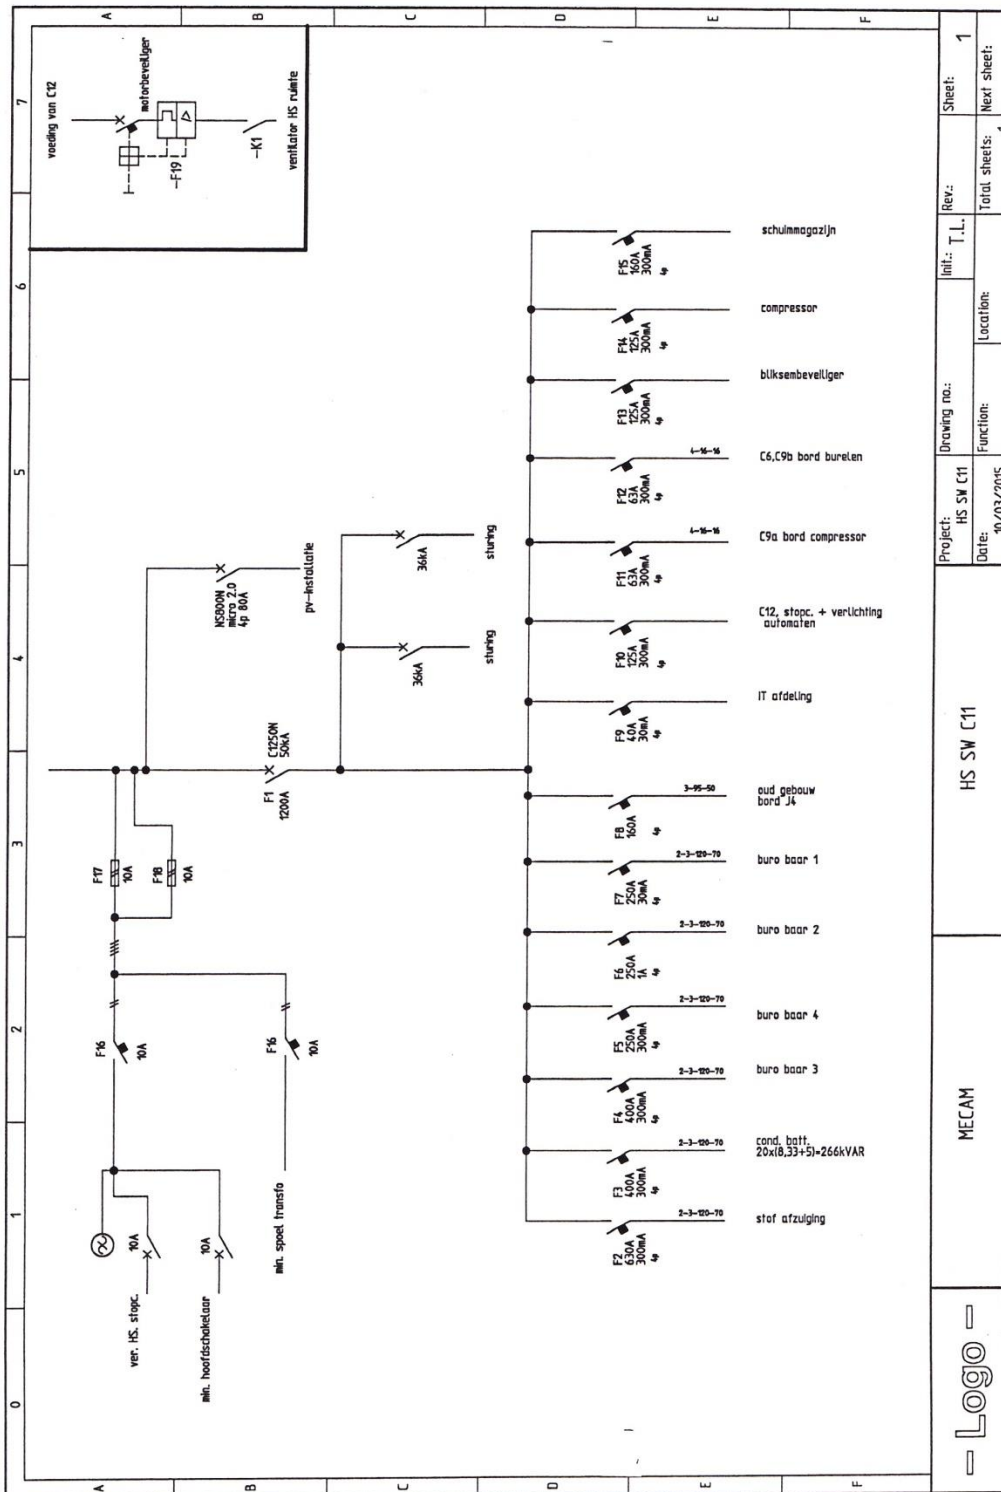 0
1
2
3
4
5
6
7
A
B
C
D
E
F
A
B
C
D
E
F
voeding van C12
motorbeveiliger
-F19
-K1
ventilator HS ruimte
F17
10A
F18
10A
F16
10A
F16
10A
10A
ver. HS. stopc.
10A
min. hoofdschakelaar
min. spoel transfo
NS800N
micro 2.0
4p 80A
pv-installatie
C1250N
50kA
F1
1200A
36kA
sturing
36kA
sturing
F2
630A
300mA
4p
2-3-120-70
stof afzuiging
F3
400A
300mA
4p
2-3-120-70
cond. batt.
20x(8,33+5)=266kVAR
F4
400A
300mA
4p
2-3-120-70
buro baar 3
F5
250A
300mA
4p
2-3-120-70
buro baar 4
F6
250A
1A
4p
2-3-120-70
buro baar 2
F7
250A
30mA
4p
2-3-120-70
buro baar 1
F8
160A
4p
3-95-50
oud gebouw
bord J4
F9
40A
30mA
4p
IT afdeling
F10
125A
300mA
4p
C12, stopc. + verlichting
automaten
F11
63A
300mA
4p
4-16-16
C9a bord compressor
F12
63A
300mA
4p
4-16-16
C6,C9b bord burelen
F13
125A
300mA
4p
bliksembeveiliger
F14
125A
300mA
4p
compressor
F15
160A
300mA
4p
schuimmagazijn
- Logo -
MECAM
HS SW C11
Project:
HS SW C11
Date:
10/03/2015
Drawing no.:
Function:
Init.: T.L.
Location:
Rev.:
Total sheets:
Sheet: 1
Next sheet: